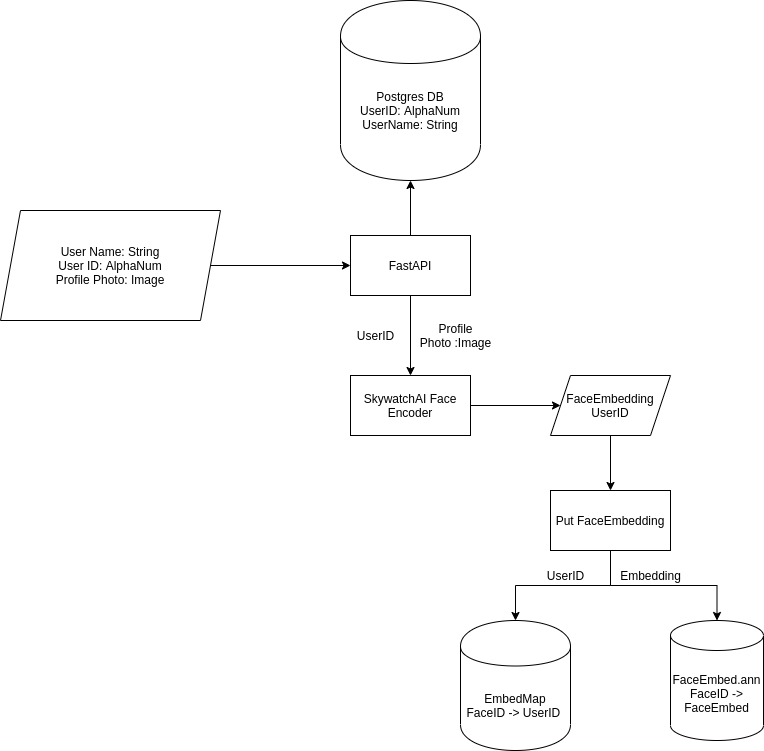 Postgres DB
UserID: AlphaNum
UserName: String
User Name: String
User ID: AlphaNum
Profile Photo: Image
FastAPI
UserID
Profile
Photo :Image
SkywatchAI Face
Encoder
FaceEmbedding
UserID
Put FaceEmbedding
UserID
Embedding
EmbedMap
FaceID -> UserID
FaceEmbed.ann
FaceID ->
FaceEmbed